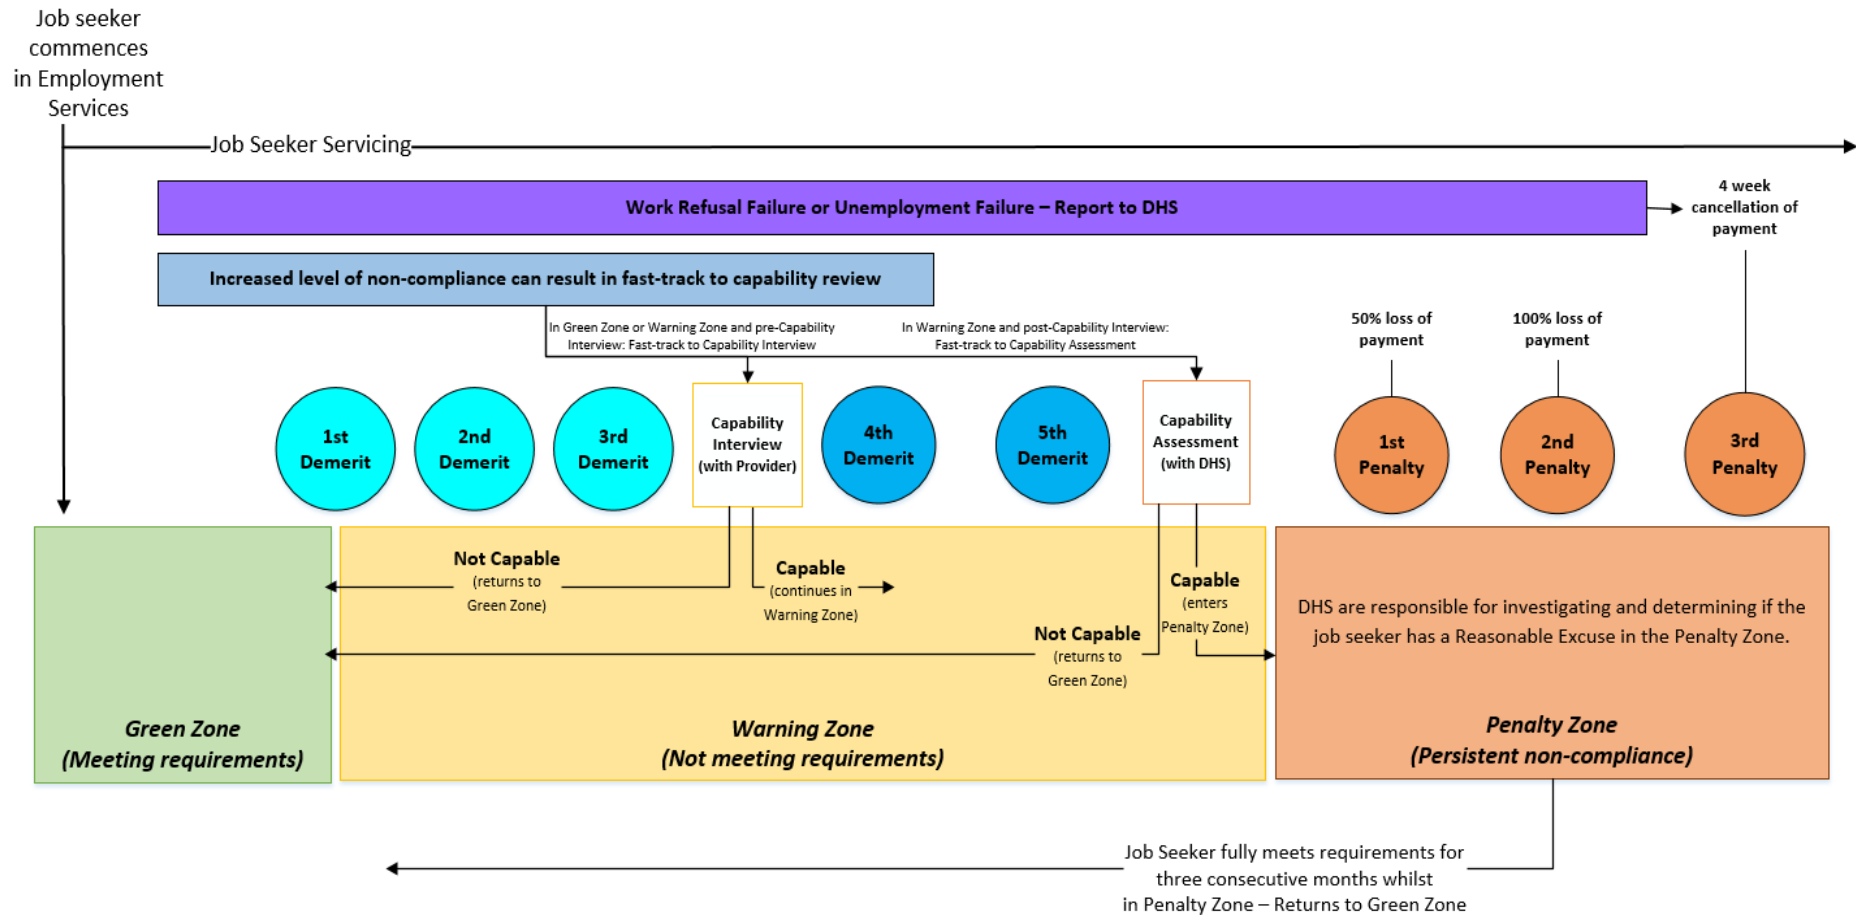 Job seeker
commences
in Employment
Services
Job Seeker Servicing
Work Refusal Failure or Unemployment Failure – Report to DHS
4 week
cancellation of
payment
Increased level of non-compliance can result in fast-track to capability review
In Green Zone or Warning Zone and pre-Capability
Interview: Fast-track to Capability Interview
In Warning Zone and post-Capability Interview:
Fast-track to Capability Assessment
50% loss of
payment
100% loss of
payment
1st
Demerit
2nd
Demerit
3rd
Demerit
Capability
Interview
(with Provider)
4th
Demerit
5th
Demerit
Capability
Assessment
(with DHS)
1st
Penalty
2nd
Penalty
3rd
Penalty
Not Capable
(returns to
Green Zone)
Capable
(continues in
Warning Zone)
Capable
(enters
Penalty Zone)
Not Capable
(returns to
Green Zone)
DHS are responsible for investigating and determining if the
job seeker has a Reasonable Excuse in the Penalty Zone.
Green Zone
(Meeting requirements)
Warning Zone
(Not meeting requirements)
Penalty Zone
(Persistent non-compliance)
Job Seeker fully meets requirements for
three consecutive months whilst
in Penalty Zone – Returns to Green Zone